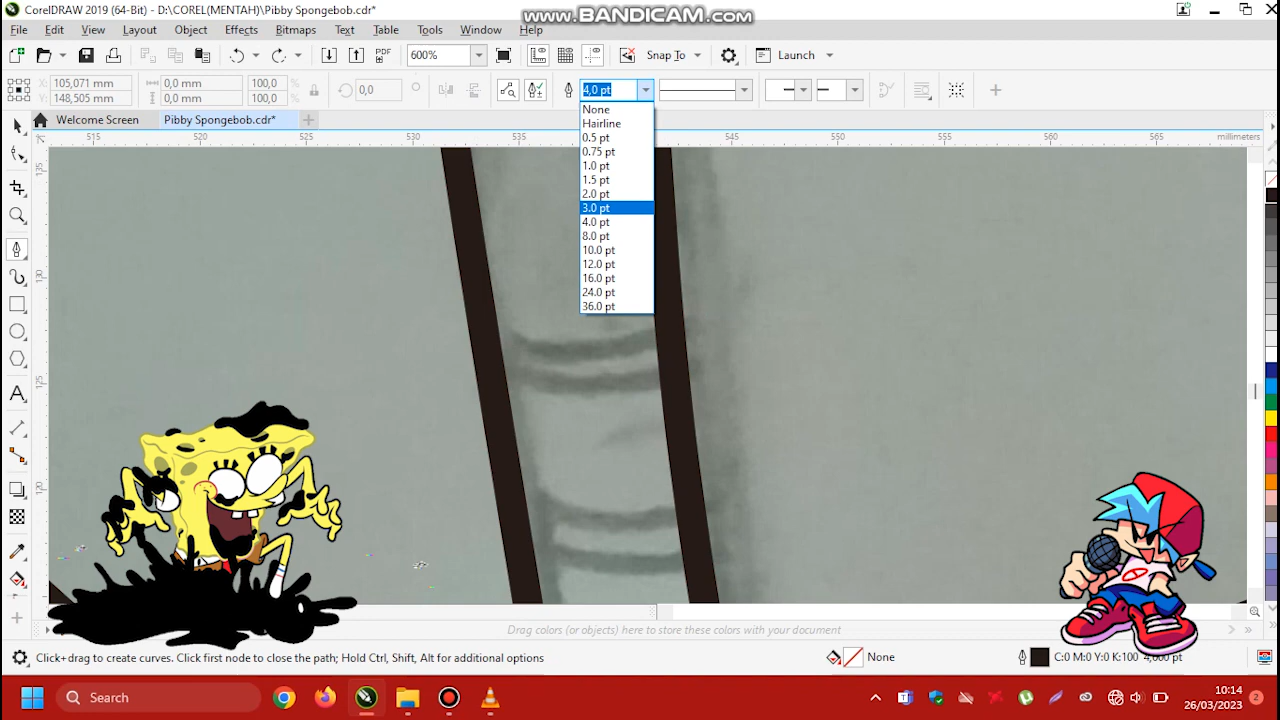 CorelDRAW 2019 (64-Bit) - D:\COREL(MENTAH)\Pibby Spongebob.cdr*
www.BANDICAM.com
File Edit View Layout Object Effects Bitmaps Text Table Tools Window Help
PDF 600% Snap To Launch
X: 105,071 mm 0,0 mm 100,0 % 0,0 4,0 pt
Y: 148,505 mm 0,0 mm 100,0 %
Welcome Screen Pibby Spongebob.cdr*
515 520 525 530 535 545 550 555 560 565 millimeters
None
Hairline
0.5 pt
0.75 pt
1.0 pt
1.5 pt
2.0 pt
3.0 pt
4.0 pt
8.0 pt
10.0 pt
12.0 pt
16.0 pt
24.0 pt
36.0 pt
135
130
125
120
Drag colors (or objects) here to store these colors with your document
Click+drag to create curves. Click first node to close the path; Hold Ctrl, Shift, Alt for additional options None C:0 M:0 Y:0 K:100 4,000 pt
Search 10:14
26/03/2023 2